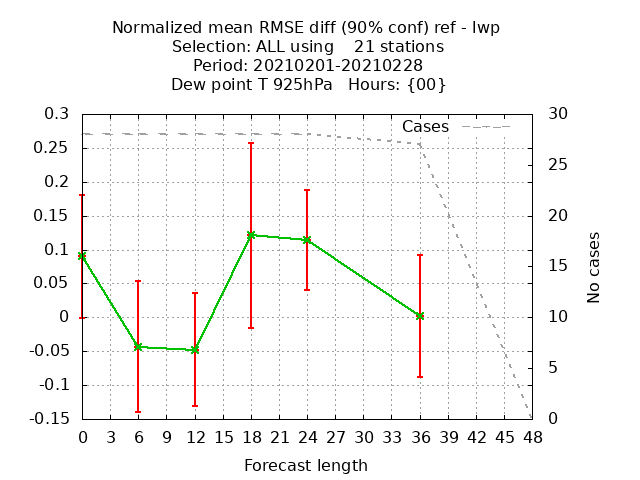 Normalized mean RMSE diff (90% conf) ref - lwp
Selection: ALL using    21 stations
Period: 20210201-20210228
Dew point T 925hPa   Hours: {00}
Cases
0.3
0.25
0.2
0.15
0.1
0.05
0
-0.05
-0.1
-0.15
30
25
20
15
10
5
0
No cases
0 3 6 9 12 15 18 21 24 27 30 33 36 39 42 45 48
Forecast length